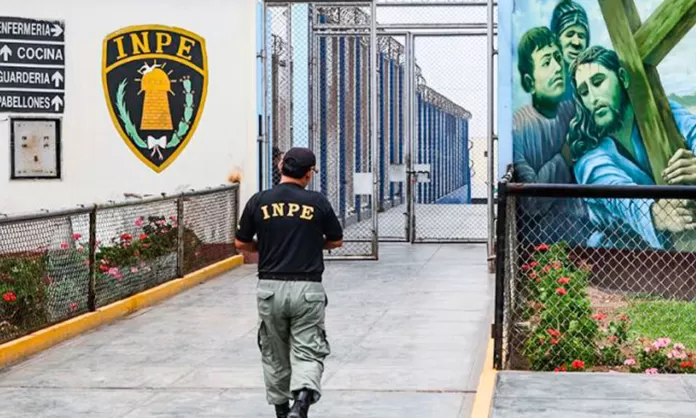 ENFERMERIA
COCINA
GUARDERIA
PABELLONES
INPE
INPE